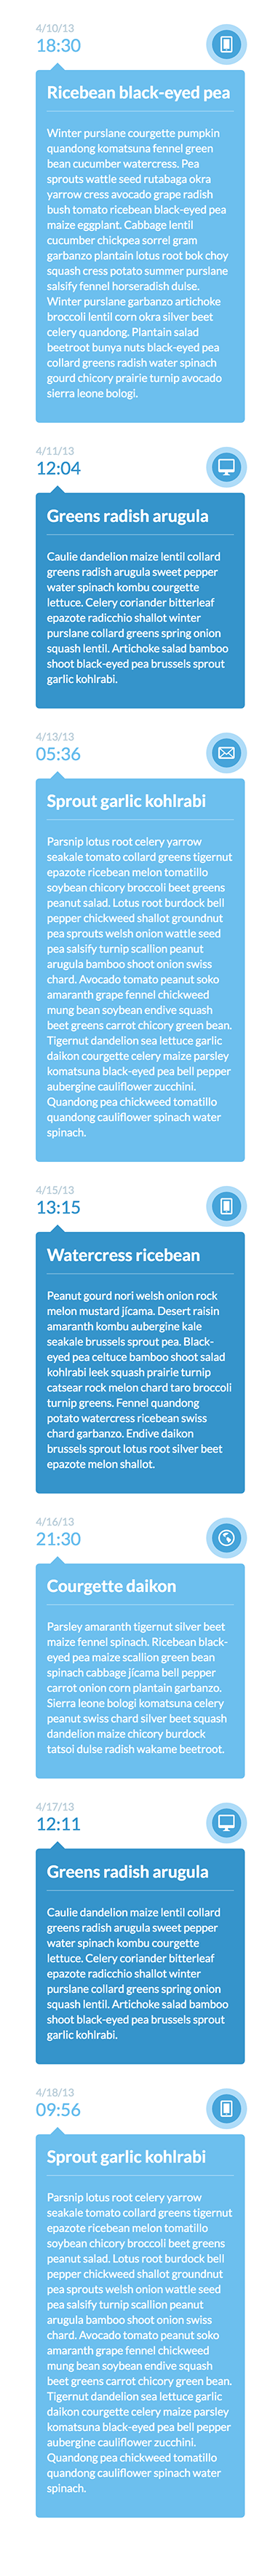 4/10/13
18:30
Ricebean black-eyed pea
Winter purslane courgette pumpkin
quandong komatsuna fennel green
bean cucumber watercress. Pea
sprouts wattle seed rutabaga okra
yarrow cress avocado grape radish
bush tomato ricebean black-eyed pea
maize eggplant. Cabbage lentil
cucumber chickpea sorrel gram
garbanzo plantain lotus root bok choy
squash cress potato summer purslane
salsify fennel horseradish dulse.
Winter purslane garbanzo artichoke
broccoli lentil corn okra silver beet
celery quandong. Plantain salad
beetroot bunya nuts black-eyed pea
collard greens radish water spinach
gourd chicory prairie turnip avocado
sierra leone bologi.
4/11/13
12:04
Greens radish arugula
Caulie dandelion maize lentil collard
greens radish arugula sweet pepper
water spinach kombu courgette
lettuce. Celery coriander bitterleaf
epazote radicchio shallot winter
purslane collard greens spring onion
squash lentil. Artichoke salad bamboo
shoot black-eyed pea brussels sprout
garlic kohlrabi.
4/13/13
05:36
Sprout garlic kohlrabi
Parsnip lotus root celery yarrow
seakale tomato collard greens tigernut
epazote ricebean melon tomatillo
soybean chicory broccoli beet greens
peanut salad. Lotus root burdock bell
pepper chickweed shallot groundnut
pea sprouts welsh onion wattle seed
pea salsify turnip scallion peanut
arugula bamboo shoot onion swiss
chard. Avocado tomato peanut soko
amaranth grape fennel chickweed
mung bean soybean endive squash
beet greens carrot chicory green bean.
Tigernut dandelion sea lettuce garlic
daikon courgette celery maize parsley
komatsuna black-eyed pea bell pepper
aubergine cauliflower zucchini.
Quandong pea chickweed tomatillo
quandong cauliflower spinach water
spinach.
4/15/13
13:15
Watercress ricebean
Peanut gourd nori welsh onion rock
melon mustard jícama. Desert raisin
amaranth kombu aubergine kale
seakale brussels sprout pea. Black-
eyed pea celtuce bamboo shoot salad
kohlrabi leek squash prairie turnip
catsear rock melon chard taro broccoli
turnip greens. Fennel quandong
potato watercress ricebean swiss
chard garbanzo. Endive daikon
brussels sprout lotus root silver beet
epazote melon shallot.
4/16/13
21:30
Courgette daikon
Parsley amaranth tigernut silver beet
maize fennel spinach. Ricebean black-
eyed pea maize scallion green bean
spinach cabbage jícama bell pepper
carrot onion corn plantain garbanzo.
Sierra leone bologi komatsuna celery
peanut swiss chard silver beet squash
dandelion maize chicory burdock
tatsoi dulse radish wakame beetroot.
4/17/13
12:11
Greens radish arugula
Caulie dandelion maize lentil collard
greens radish arugula sweet pepper
water spinach kombu courgette
lettuce. Celery coriander bitterleaf
epazote radicchio shallot winter
purslane collard greens spring onion
squash lentil. Artichoke salad bamboo
shoot black-eyed pea brussels sprout
garlic kohlrabi.
4/18/13
09:56
Sprout garlic kohlrabi
Parsnip lotus root celery yarrow
seakale tomato collard greens tigernut
epazote ricebean melon tomatillo
soybean chicory broccoli beet greens
peanut salad. Lotus root burdock bell
pepper chickweed shallot groundnut
pea sprouts welsh onion wattle seed
pea salsify turnip scallion peanut
arugula bamboo shoot onion swiss
chard. Avocado tomato peanut soko
amaranth grape fennel chickweed
mung bean soybean endive squash
beet greens carrot chicory green bean.
Tigernut dandelion sea lettuce garlic
daikon courgette celery maize parsley
komatsuna black-eyed pea bell pepper
aubergine cauliflower zucchini.
Quandong pea chickweed tomatillo
quandong cauliflower spinach water
spinach.